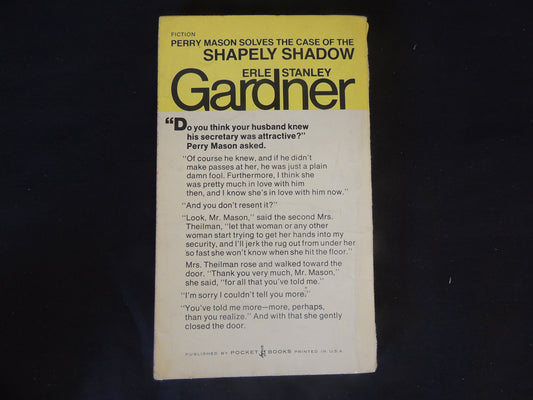 FICTION
PERRY MASON SOLVES THE CASE OF THE
SHAPELY SHADOW
ERLE STANLEY
Gardner
"Do you think your husband knew
his secretary was attractive?"
Perry Mason asked.
"Of course he knew, and if he didn't
make passes at her, he was just a plain
damn fool. Furthermore, I think she
was pretty much in love with him
then, and I know she's in love with him now."
"And you don't resent it?"
"Look, Mr. Mason," said the second Mrs.
Theilman, "let that woman or any other
woman start trying to get her hands into my
security, and I'll jerk the rug out from under her
so fast she won't know when she hit the floor."
Mrs. Theilman rose and walked toward the
door. "Thank you very much, Mr. Mason,"
she said, "for all that you've told me."
"I'm sorry I couldn't tell you more."
"You've told me more—more, perhaps,
than you realize." And with that she gently
closed the door.
PUBLISHED BY POCKET BOOKS PRINTED IN U.S.A.